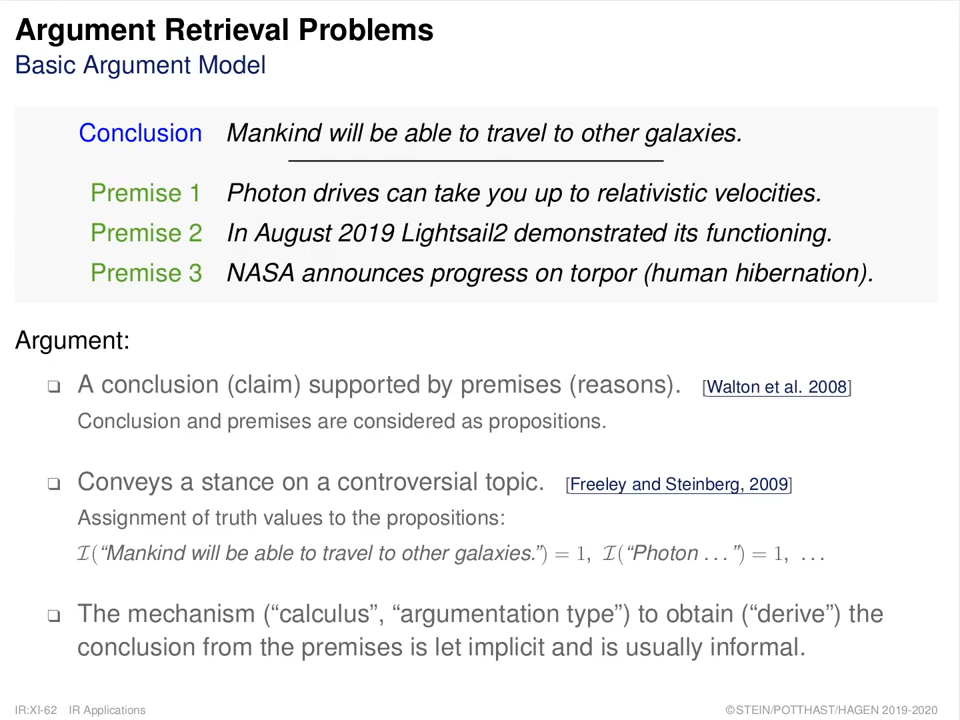 Argument Retrieval Problems
Basic Argument Model
Conclusion Mankind will be able to travel to other galaxies.
Premise 1 Photon drives can take you up to relativistic velocities.
Premise 2 In August 2019 Lightsail2 demonstrated its functioning.
Premise 3 NASA announces progress on torpor (human hibernation).
Argument:
❑ A conclusion (claim) supported by premises (reasons). [Walton et al. 2008]
Conclusion and premises are considered as propositions.
❑ Conveys a stance on a controversial topic. [Freeley and Steinberg, 2009]
Assignment of truth values to the propositions:
ℐ(“Mankind will be able to travel to other galaxies.”) = 1, ℐ(“Photon . . . ”) = 1, . . .
❑ The mechanism (“calculus”, “argumentation type”) to obtain (“derive”) the
conclusion from the premises is let implicit and is usually informal.
IR:XI-62 IR Applications ©STEIN/POTTHAST/HAGEN 2019-2020